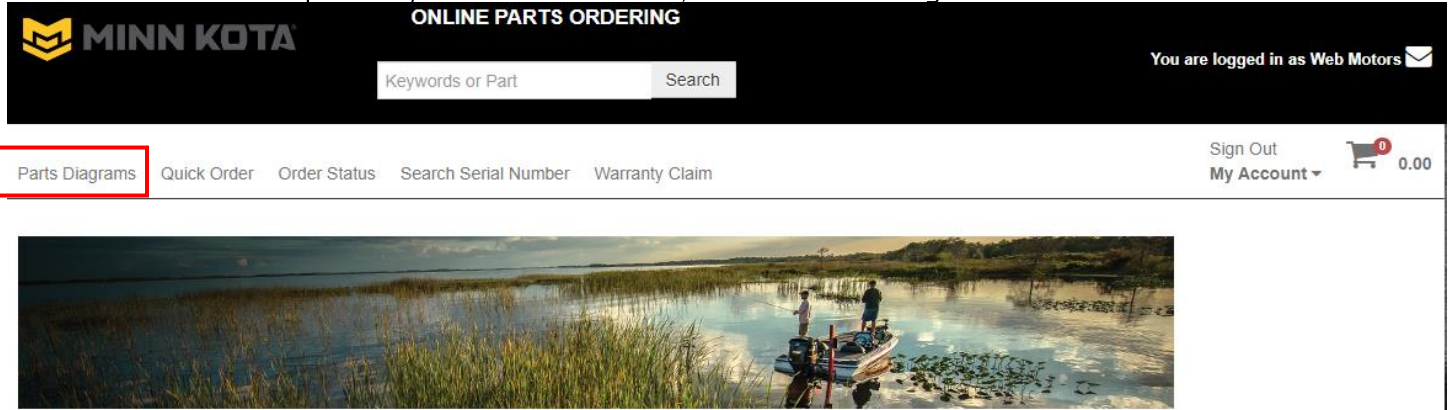 ONLINE PARTS ORDERING
MINN KOTA
You are logged in as Web Motors
Keywords or Part Search
Sign Out
0
0.00
Parts Diagrams Quick Order Order Status Search Serial Number Warranty Claim
My Account